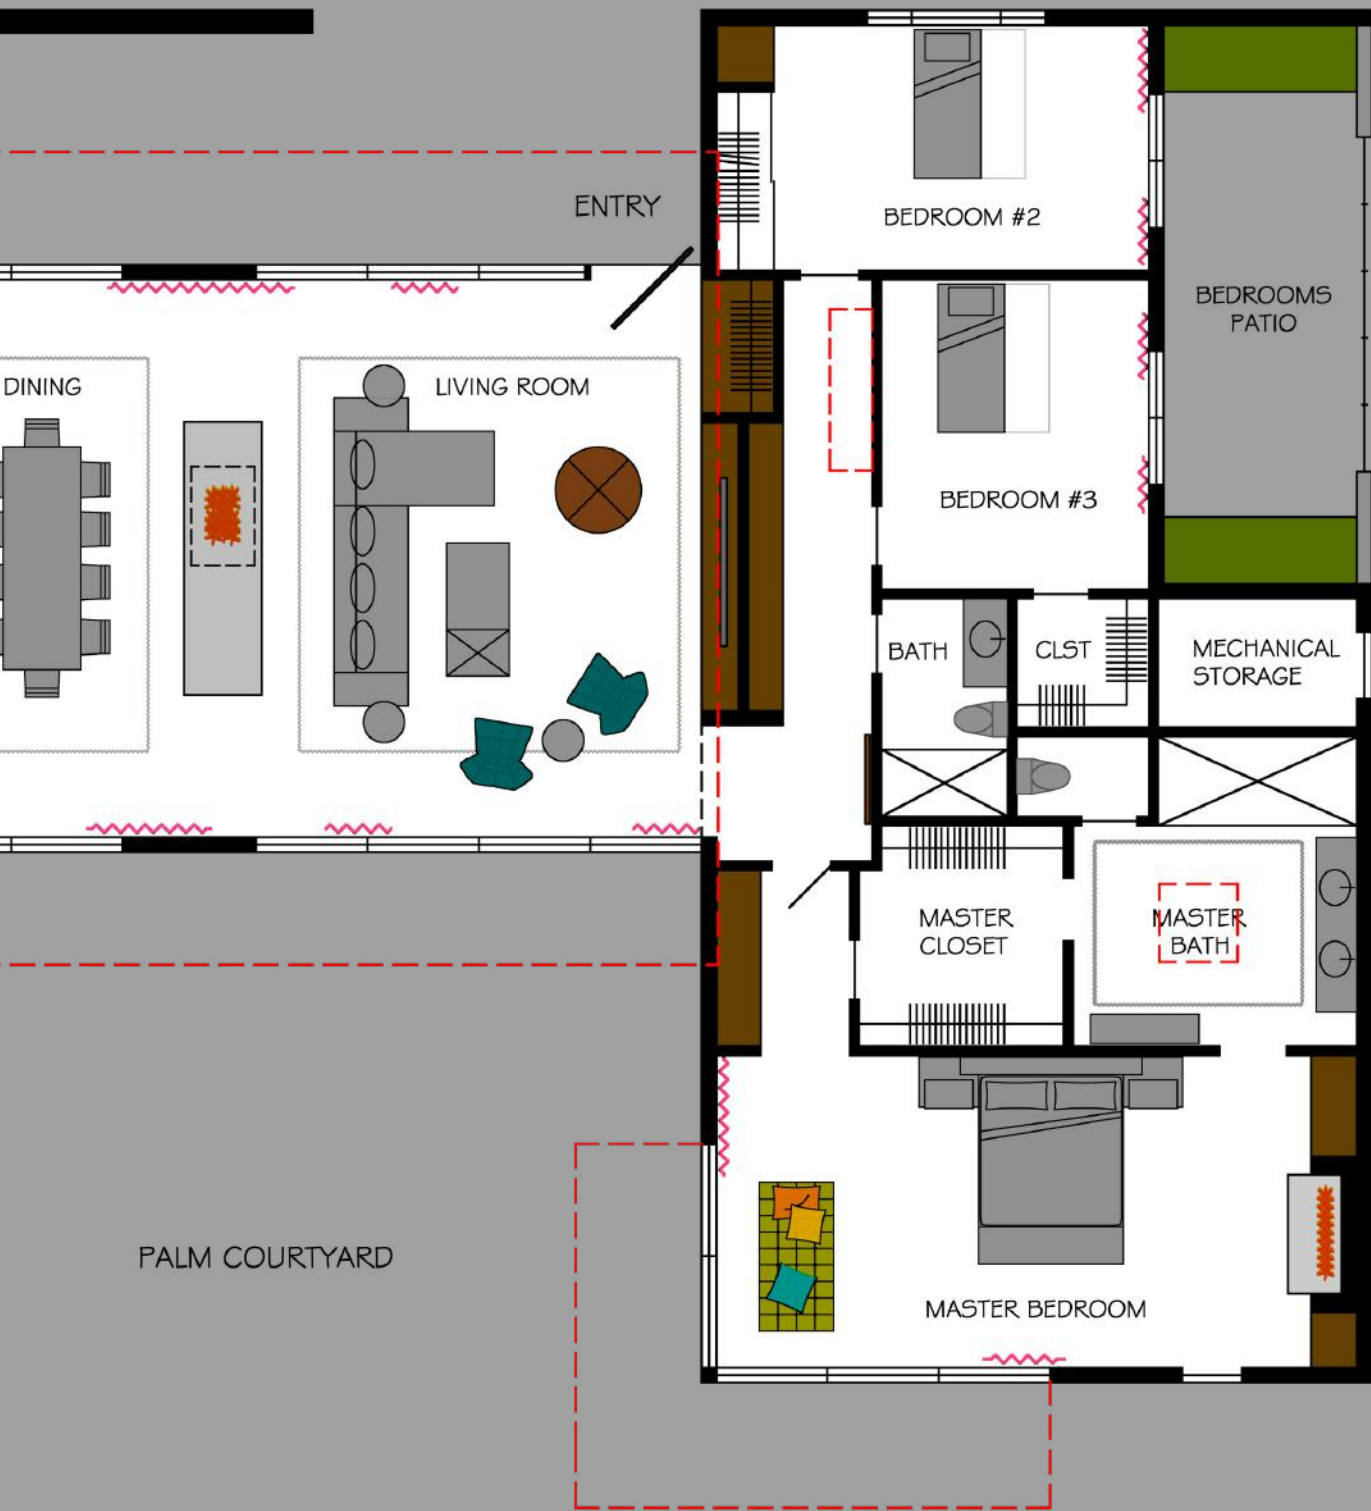 ENTRY
BEDROOM #2
BEDROOMS
PATIO
DINING
LIVING ROOM
BEDROOM #3
BATH
CLST
MECHANICAL
STORAGE
MASTER
CLOSET
MASTER
BATH
PALM COURTYARD
MASTER BEDROOM